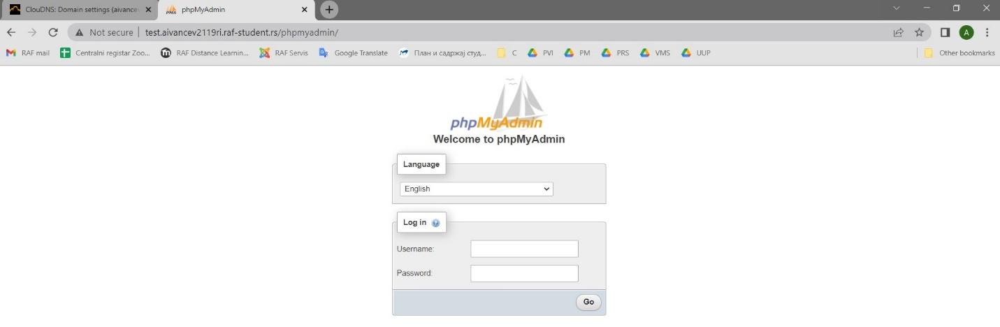 ClouDNS: Domain settings (aivance
phpMyAdmin
Not secure
test.aivancev2119ri.raf-student.rs/phpmyadmin/
A
RAF mail
Centralni registar Zoo...
RAF Distance Learnin...
RAF Servis
Google Translate
План и садржај студ...
C
PVI
PM
PRS
VMS
UUP
Other bookmarks
phpMyAdmin
Welcome to phpMyAdmin
Language
English
Log in
Username:
Password:
Go